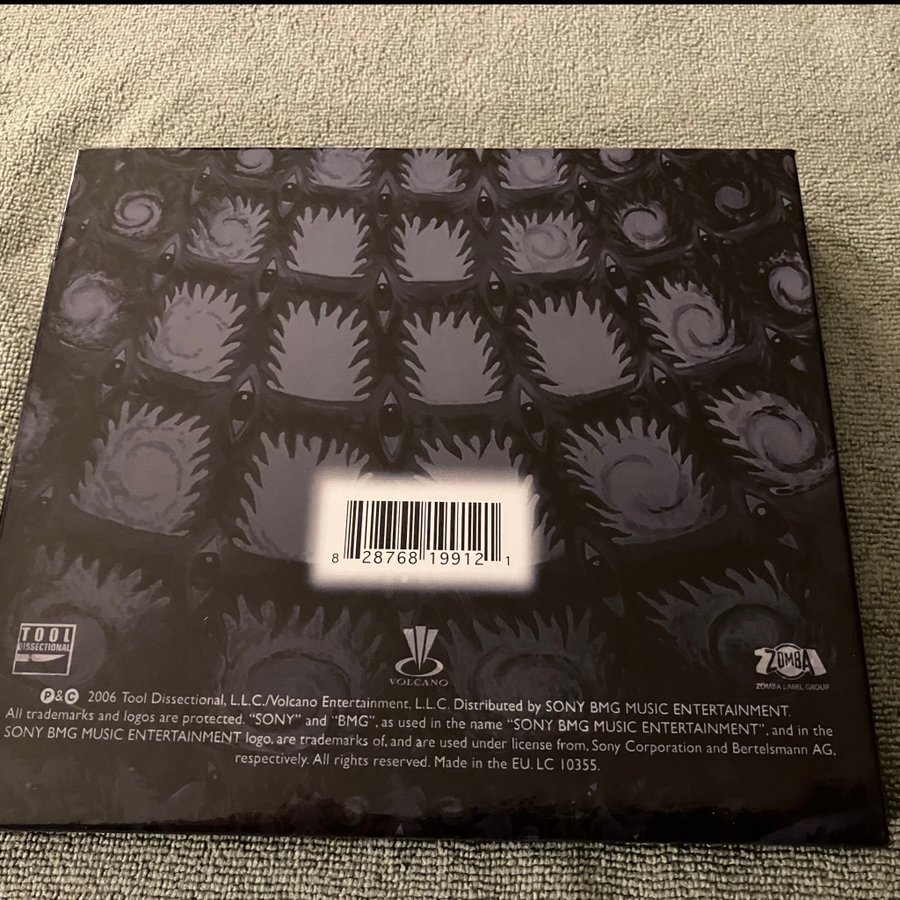 8 28768 19912 1
TOOL
DISSECTIONAL
VOLCANO
ZOMBA
ZOMBA LABEL GROUP
℗&© 2006 Tool Dissectional, L.L.C./Volcano Entertainment, L.L.C. Distributed by SONY BMG MUSIC ENTERTAINMENT.
All trademarks and logos are protected. "SONY" and "BMG", as used in the name "SONY BMG MUSIC ENTERTAINMENT", and in the
SONY BMG MUSIC ENTERTAINMENT logo, are trademarks of, and are used under license from, Sony Corporation and Bertelsmann AG,
respectively. All rights reserved. Made in the EU. LC 10355.